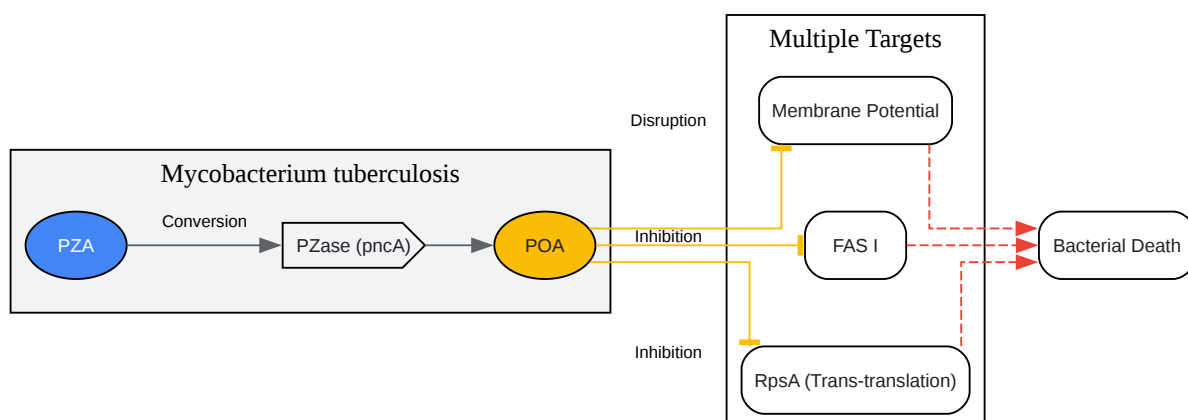 Multiple Targets
Membrane Potential
Disruption
Mycobacterium tuberculosis
Conversion
PZA
PZase (pncA)
POA
Inhibition
FAS I
Bacterial Death
Inhibition
RpsA (Trans-translation)